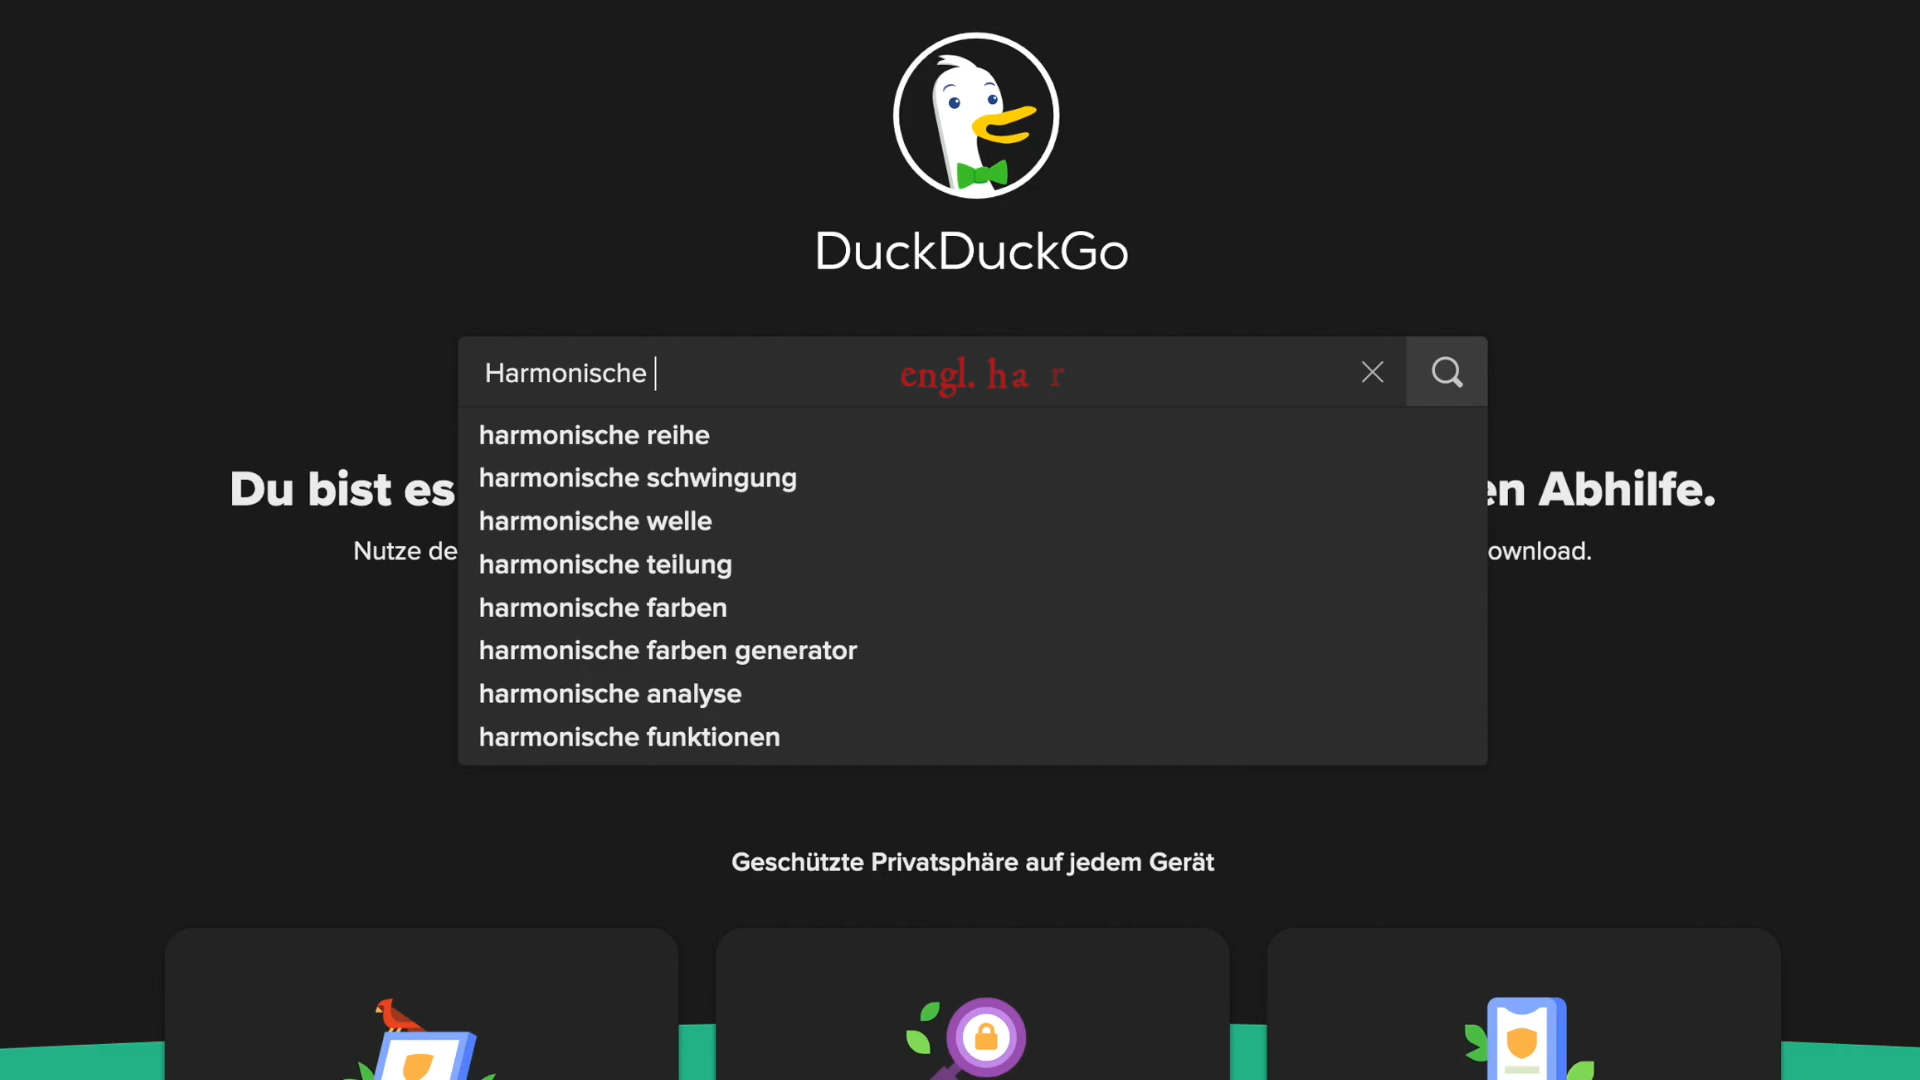 DuckDuckGo
Harmonische engl. har
harmonische reihe
harmonische schwingung
harmonische welle
harmonische teilung
harmonische farben
harmonische farben generator
harmonische analyse
harmonische funktionen
Du bist es en Abhilfe.
Nutze de ownload.
Geschützte Privatsphäre auf jedem Gerät